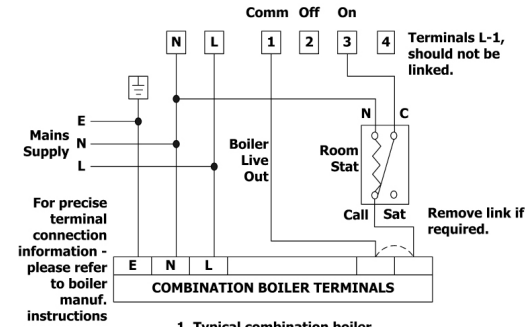 Comm Off On
N L 1 2 3 4
Terminals L-1,
should not be
linked.
N C
E
Mains
Supply
N
L
Boiler
Live
Out
Room
Stat
Call Sat
Remove link if
required.
For precise
terminal
connection
information -
please refer
to boiler
manuf.
instructions
E N L
COMBINATION BOILER TERMINALS
1. Typical combination boiler